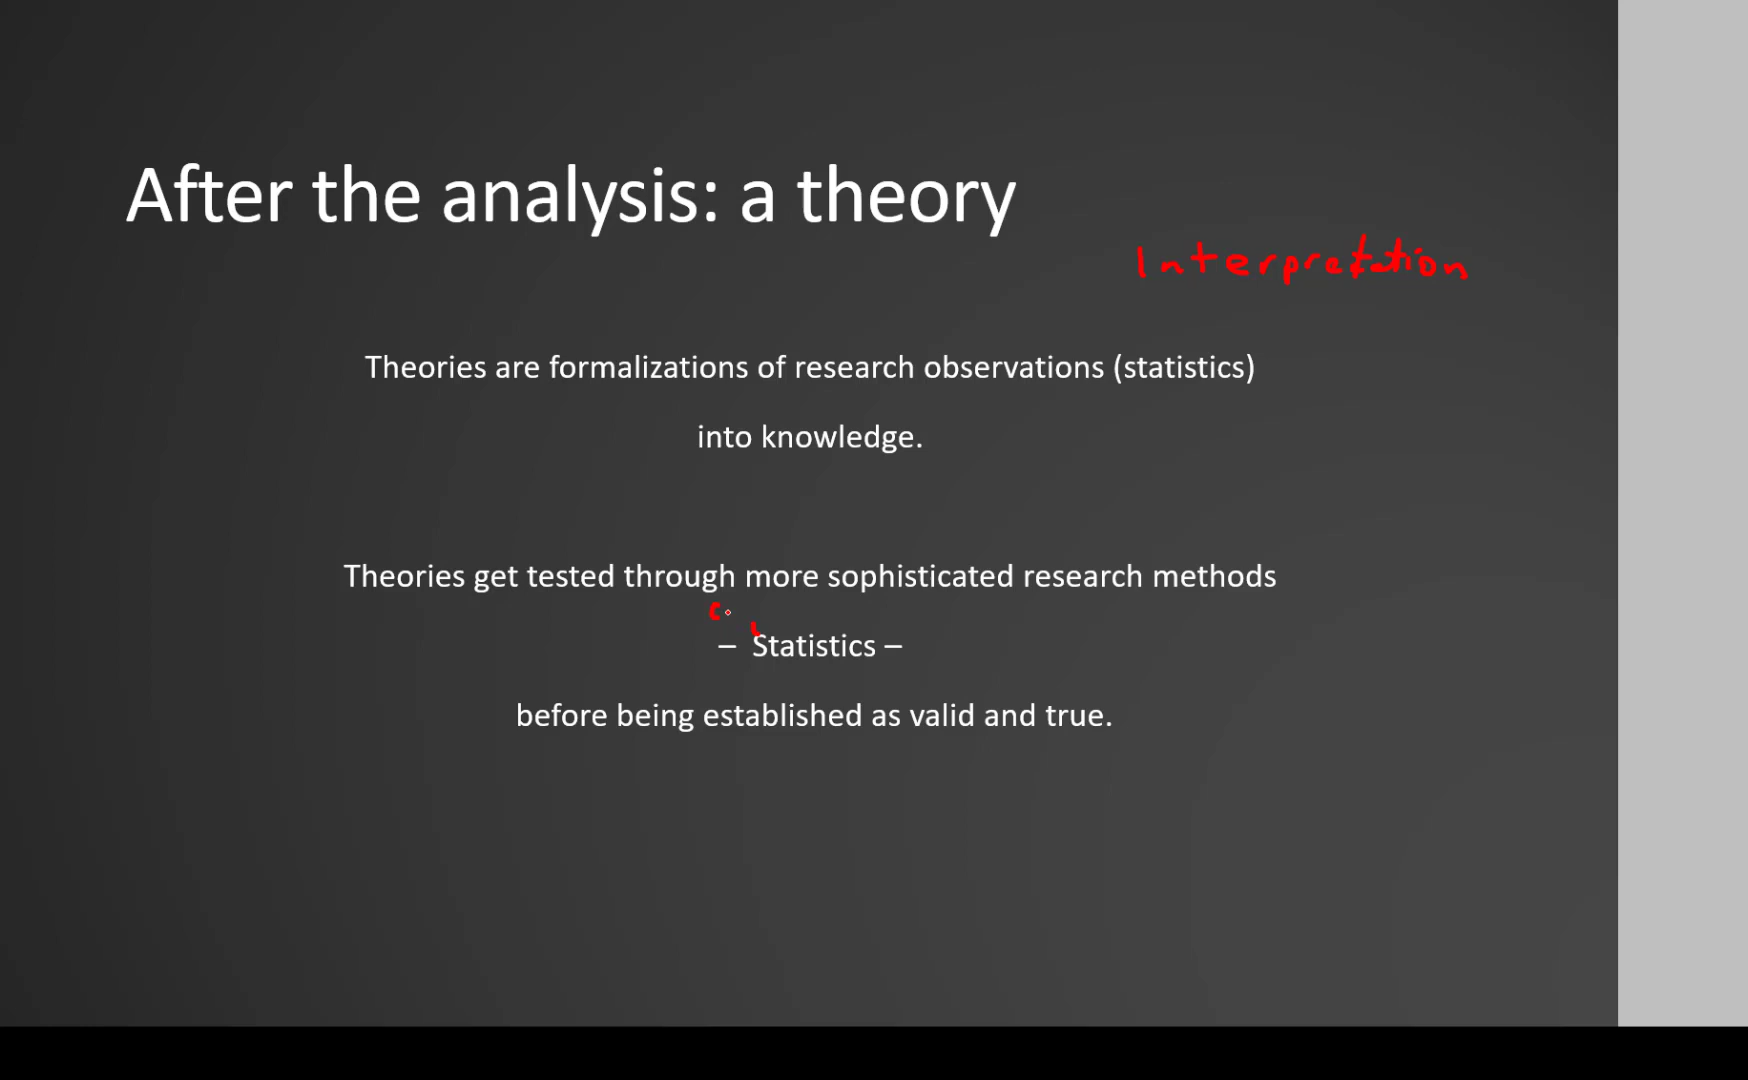 After the analysis: a theory
Interpretation
Theories are formalizations of research observations (statistics)
into knowledge.
Theories get tested through more sophisticated research methods
– Statistics –
before being established as valid and true.